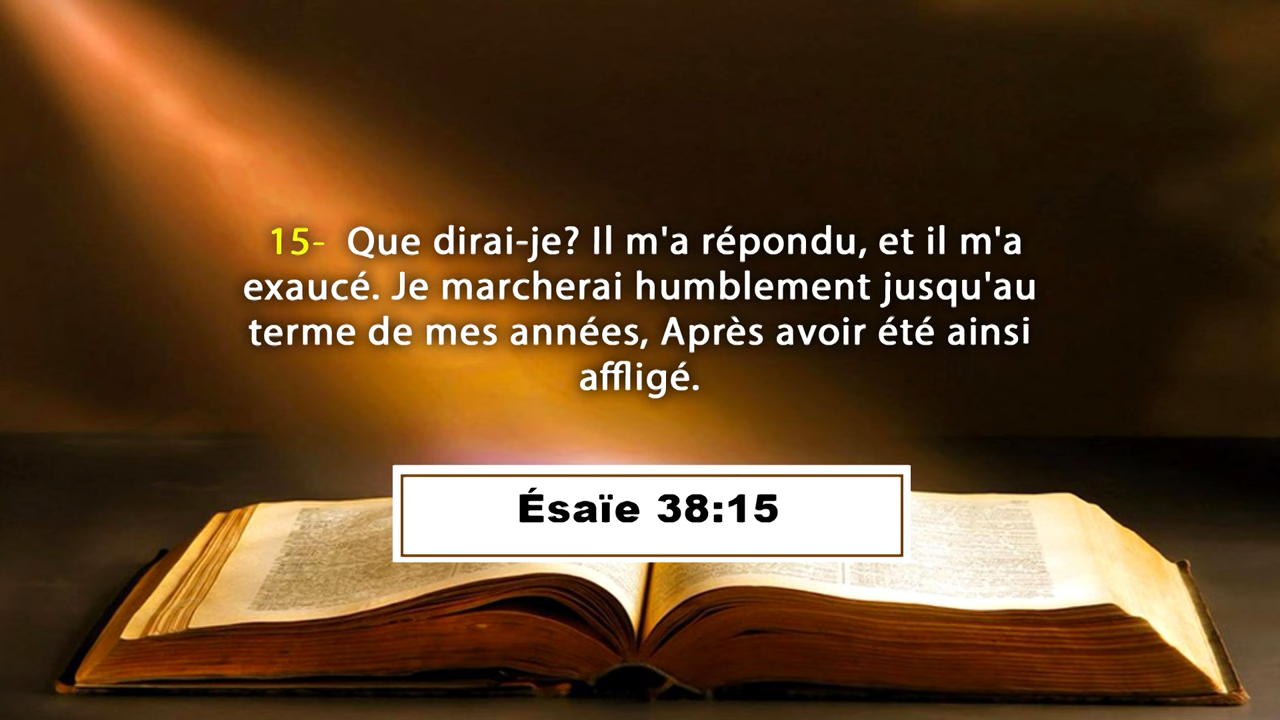 15- Que dirai-je? Il m'a répondu, et il m'a
exaucé. Je marcherai humblement jusqu'au
terme de mes années, Après avoir été ainsi
affligé.
Ésaïe 38:15